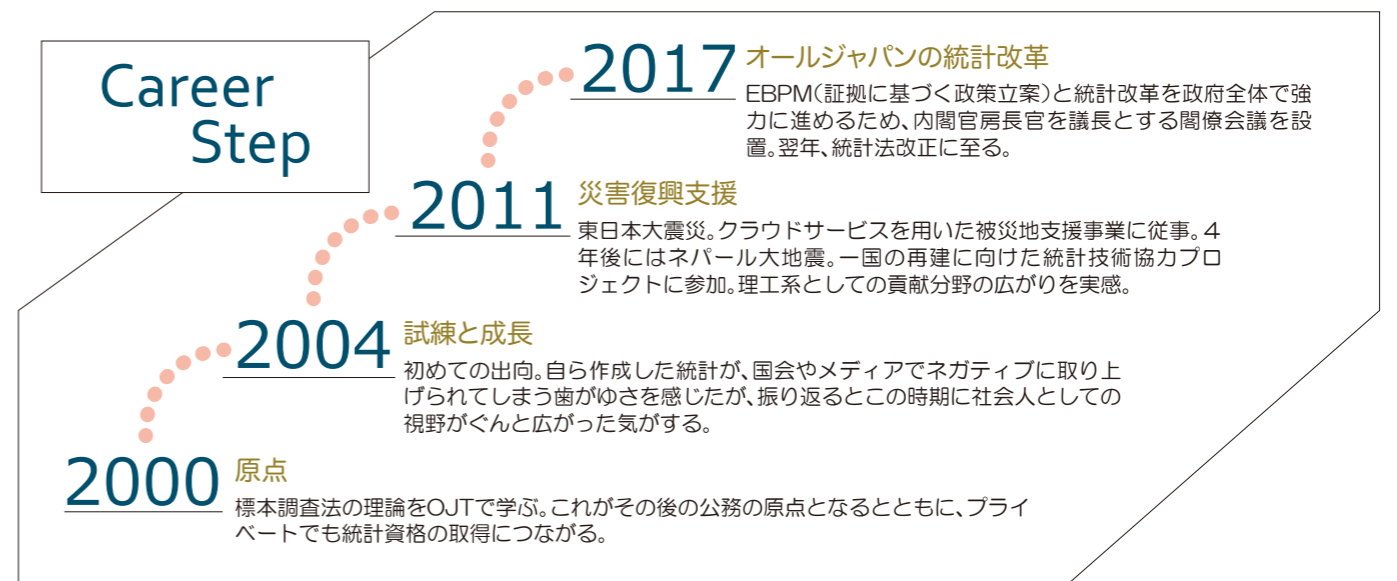 Career
Step
2017
オールジャパンの統計改革
EBPM(証拠に基づく政策立案)と統計改革を政府全体で強
力に進めるため、内閣官房長官を議長とする閣僚会議を設
置。翌年、統計法改正に至る。
2011
災害復興支援
東日本大震災。クラウドサービスを用いた被災地支援事業に従事。4
年後にはネパール大地震。一国の再建に向けた統計技術協力プロ
ジェクトに参加。理工系としての貢献分野の広がりを実感。
2004
試練と成長
初めての出向。自ら作成した統計が、国会やメディアでネガティブに取り上
げられてしまう歯がゆさを感じたが、振り返るとこの時期に社会人としての
視野がぐんと広がった気がする。
2000
原点
標本調査法の理論をOJTで学ぶ。これがその後の公務の原点となるとともに、プライ
ベートでも統計資格の取得につながる。